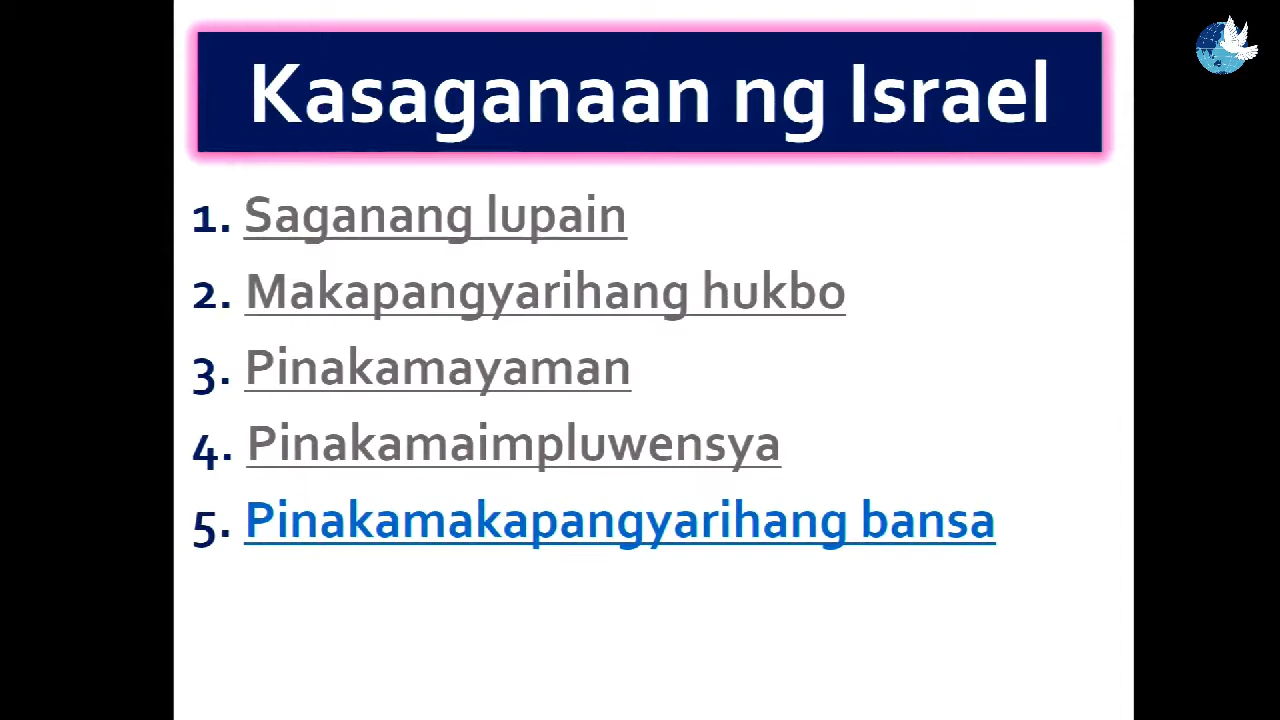 Kasaganaan ng Israel
1. Saganang lupain
2. Makapangyarihang hukbo
3. Pinakamayaman
4. Pinakamaimpluwensya
5. Pinakamakapangyarihang bansa